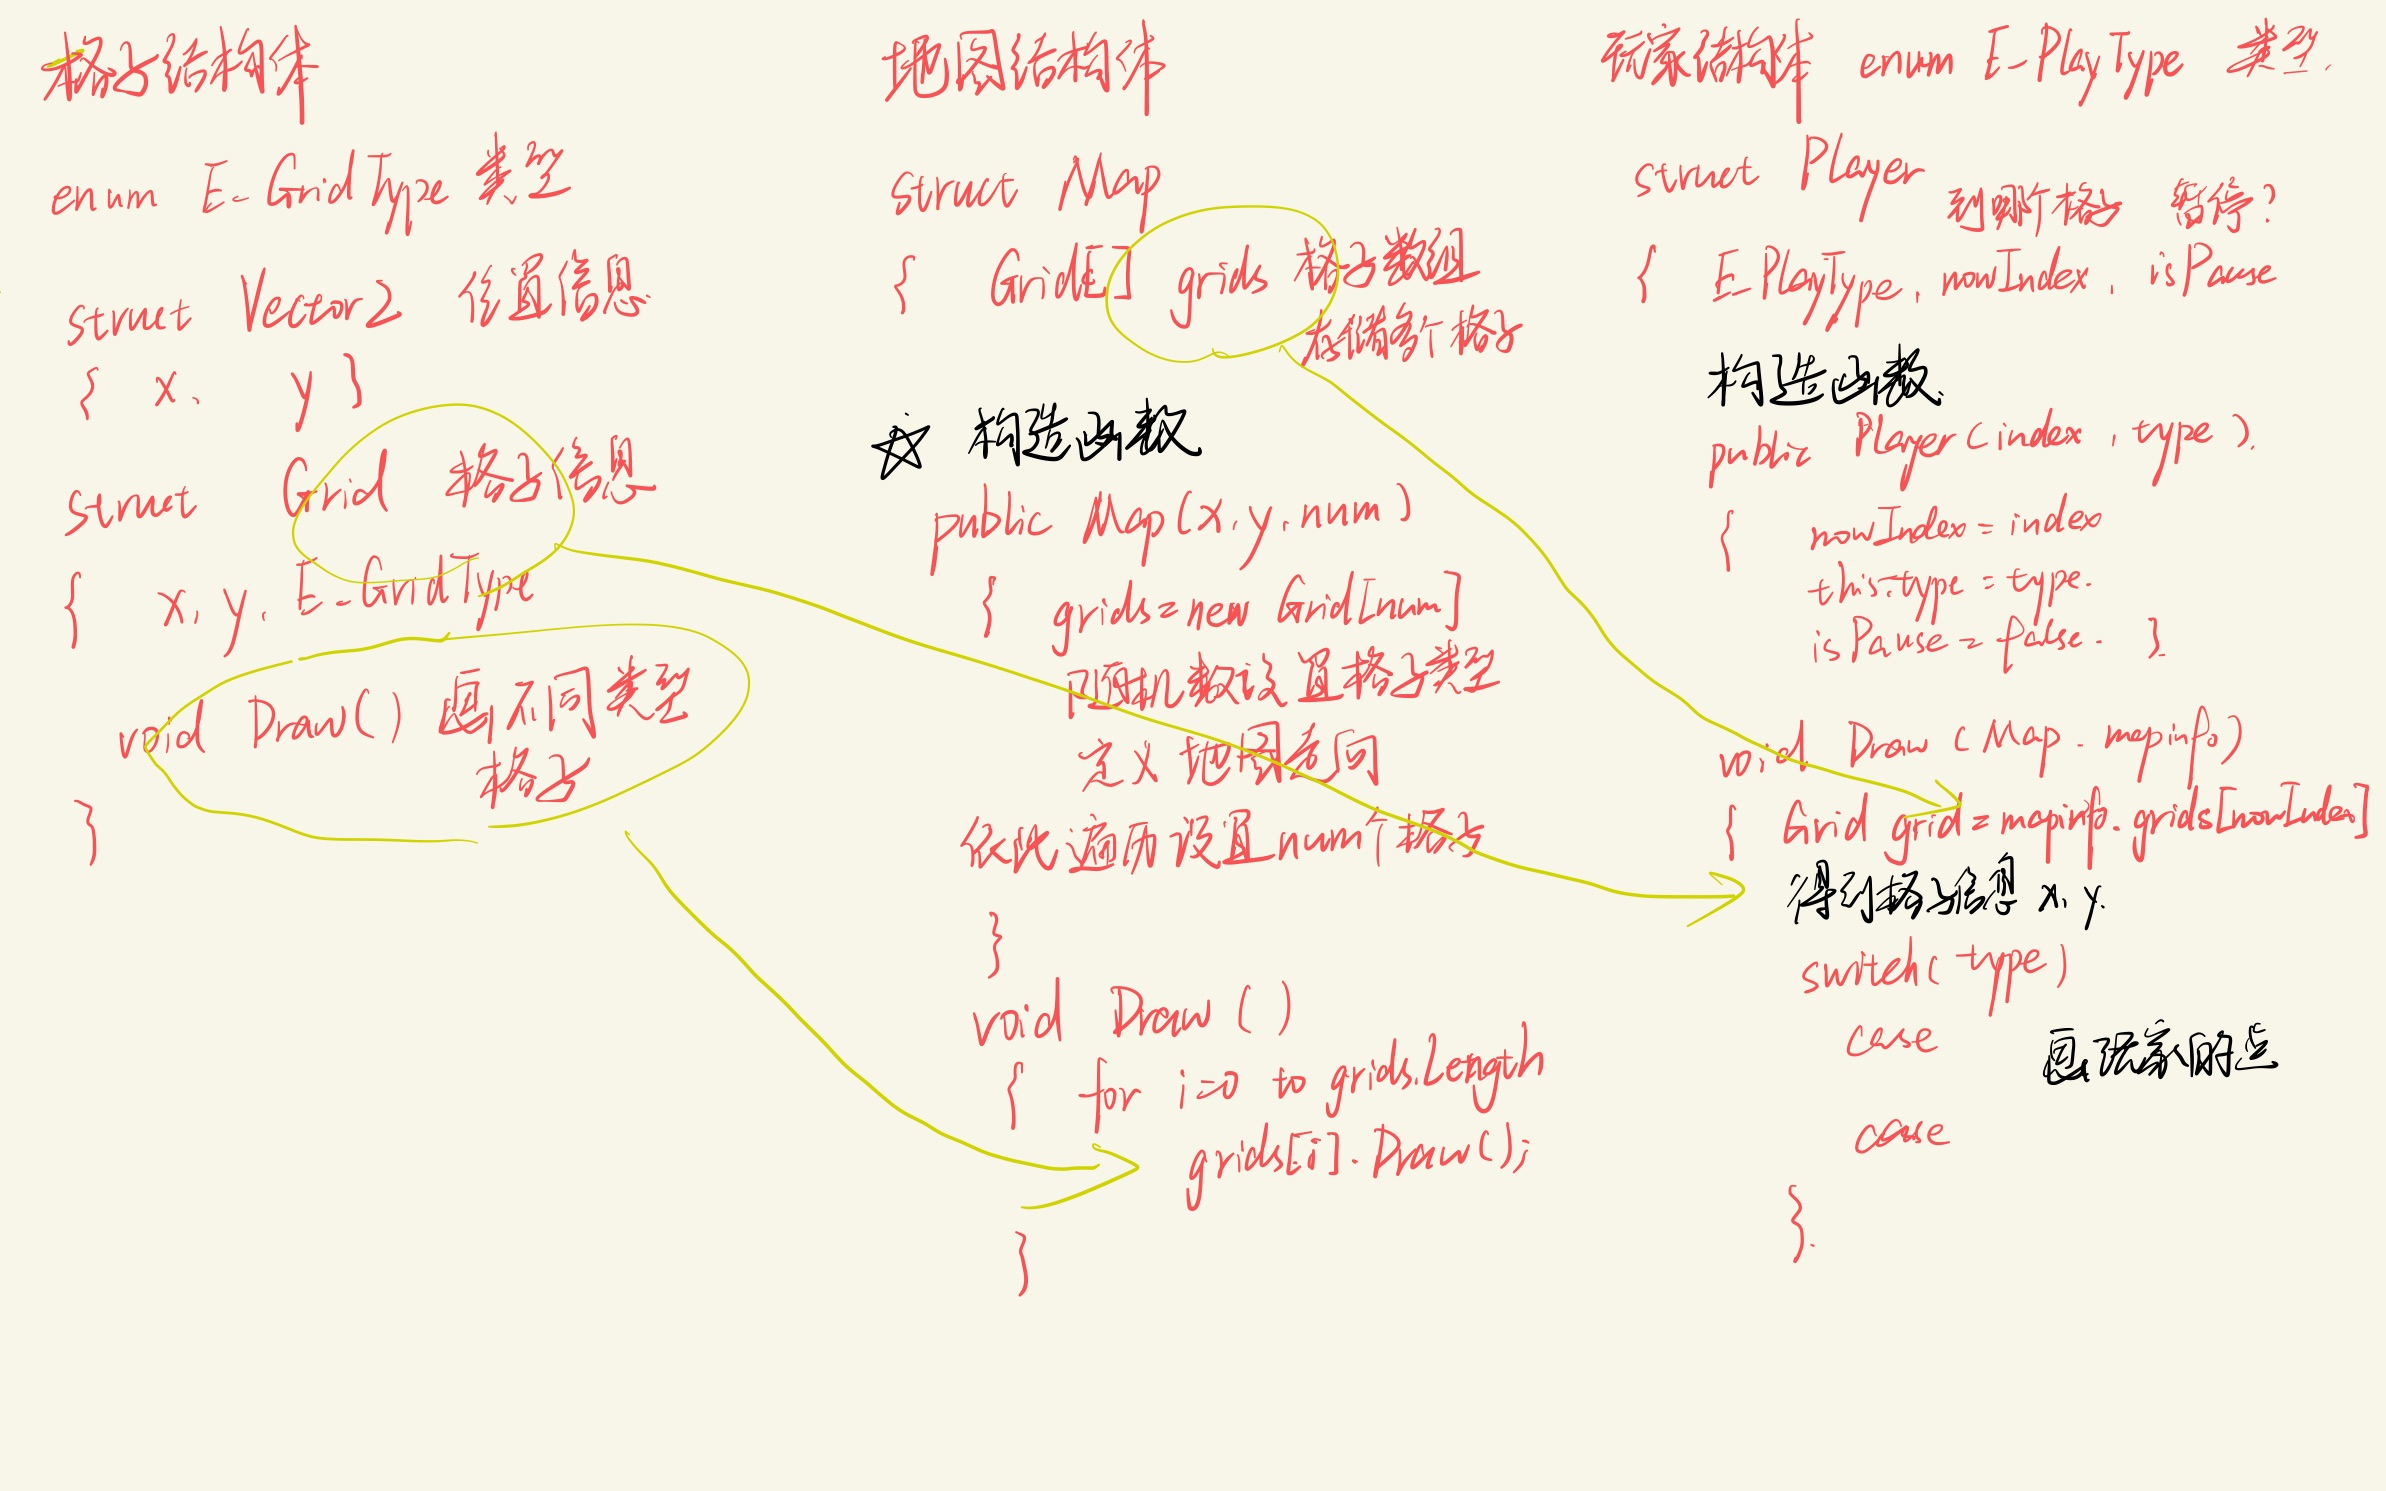 格子结构体
enum E_GridType 类型
struct Vector2 位置信息
{ x、 y }
struct Grid 格子信息
{ x, y, E_GridType
void Draw() 画不同类型
格子
}
地图结构体
struct Map
{ Grid[] grids 格子数组
存储多个格子
☆ 构造函数
public Map(x, y, num)
{ grids=new Grid[num]
随机数设置格子类型
定义地图走向
依此遍历设置num个格子
}
void Draw()
{ for i=0 to grids.Length
grids[i].Draw();
}
玩家结构体 enum E_PlayType 类型.
struct Player
到哪个格子 暂停?
{ E_PlayType, nowIndex, isPause
构造函数.
public Player(index, type).
{ nowIndex = index
this.type = type.
isPause = false. }.
void Draw (Map. mapinfo)
{ Grid grid = mapinfo.grids[nowIndex]
得到格子信息 x, y.
switch(type)
case
画玩家的点
case
}.